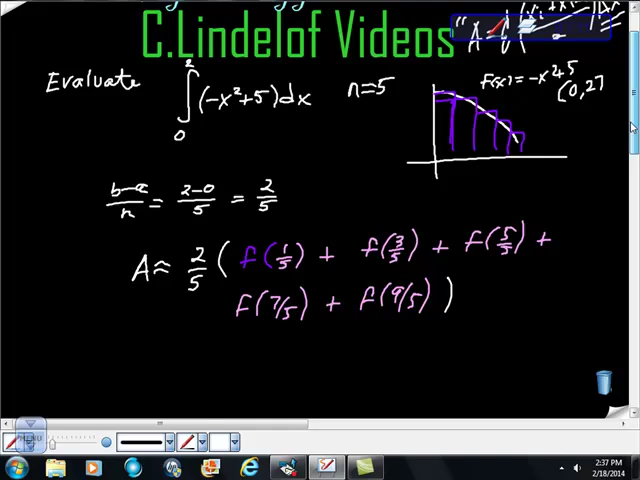 C.Lindelof Videos
Evaluate ∫₀² (-x²+5)dx n=5
f(x) = -x²+5
[0,2]
b-a/n = 2-0/5 = 2/5
A≈ 2/5 ( f(1/5) + f(3/5) + f(5/5) +
f(7/5) + f(9/5) )
MENU
2:37 PM
2/18/2014